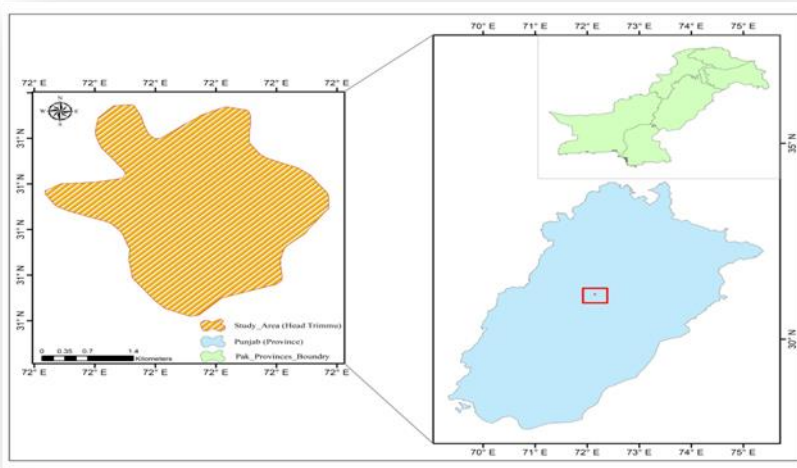 70° E 71° E 72° E 73° E 74° E 75° E
72° E 72° E 72° E 72° E 72° E 72° E
N
W E
S
31° N
31° N
31° N
31° N
31° N
Study_Area (Head Trimme)
Punjab (Province)
Pak_Provinces_Boundry
0 0.35 0.7 1.4
Kilometers
72° E 72° E 72° E 72° E 72° E 72° E
35° N
30° N
70° E 71° E 72° E 73° E 74° E 75° E